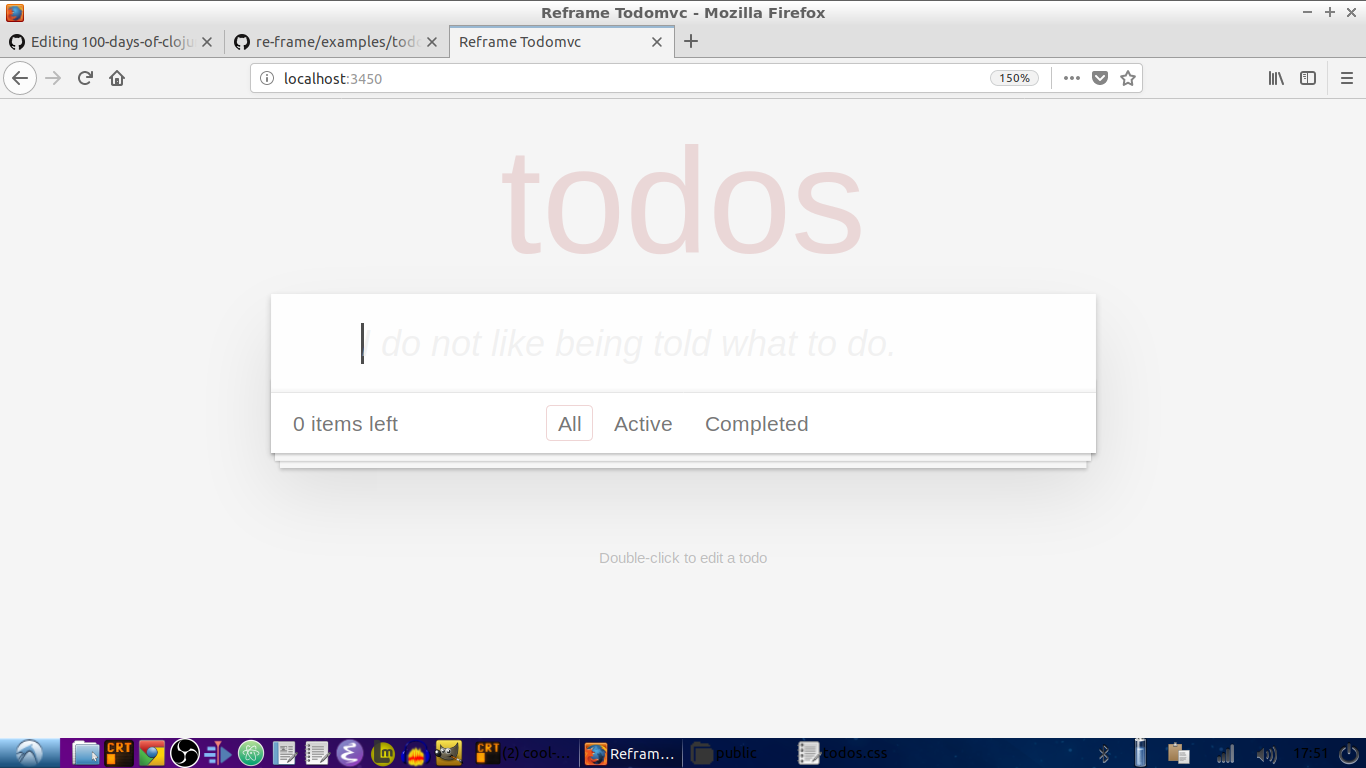 Reframe Todomvc - Mozilla Firefox
Editing 100-days-of-cloju
re-frame/examples/todo
Reframe Todomvc
localhost:3450
150%
todos
I do not like being told what to do.
0 items left
All
Active
Completed
Double-click to edit a todo
CRT
CRT
(2) cool-...
Refram...
public
todos.css
17:51